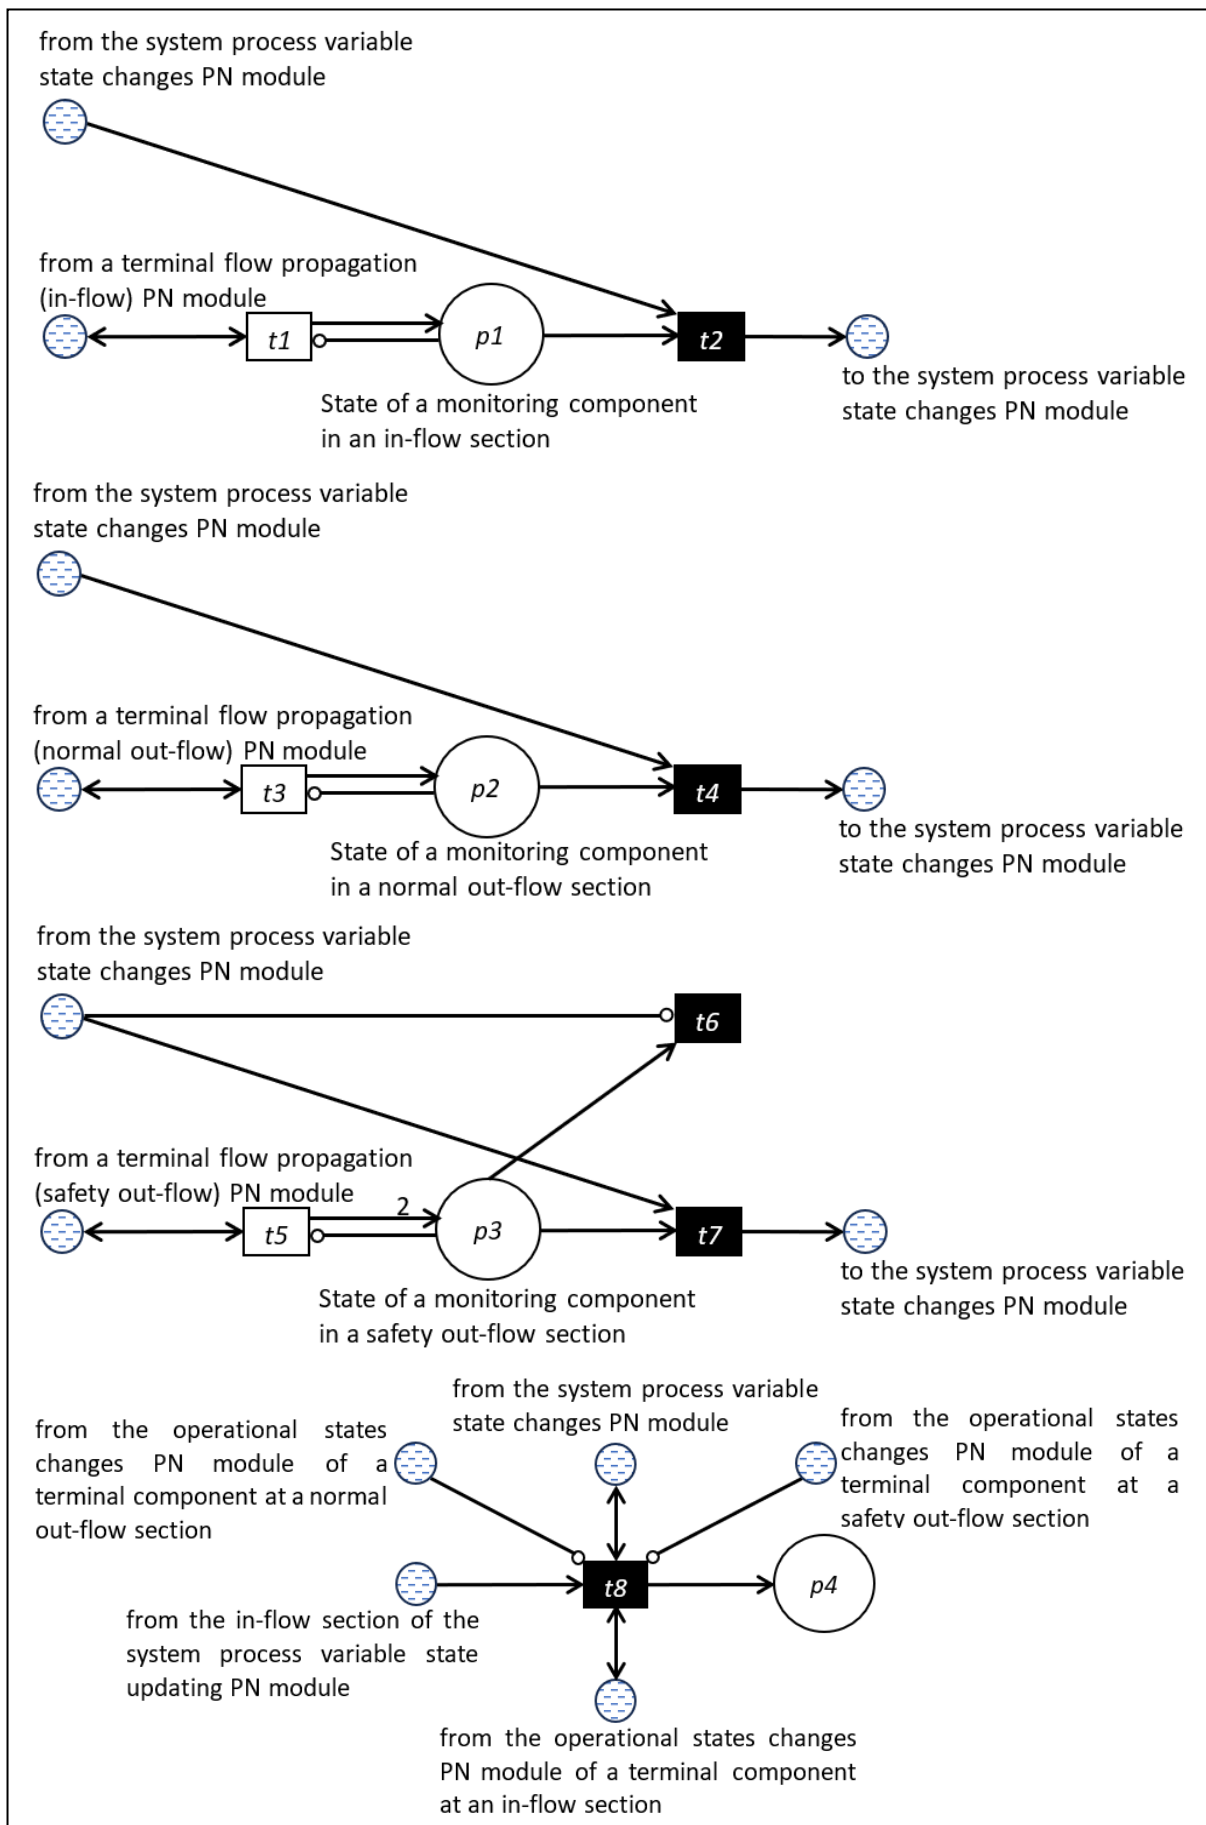 from the system process variable
state changes PN module
from a terminal flow propagation
(in-flow) PN module
t1
p1
t2
State of a monitoring component
in an in-flow section
to the system process variable
state changes PN module
from the system process variable
state changes PN module
from a terminal flow propagation
(normal out-flow) PN module
t3
p2
t4
State of a monitoring component
in a normal out-flow section
to the system process variable
state changes PN module
from the system process variable
state changes PN module
t6
from a terminal flow propagation
(safety out-flow) PN module
2
t5
p3
t7
State of a monitoring component
in a safety out-flow section
to the system process variable
state changes PN module
from the system process variable
state changes PN module
from the operational states
changes PN module of a
terminal component at a normal
out-flow section
from the operational states
changes PN module of a
terminal component at a
safety out-flow section
t8
p4
from the in-flow section of the
system process variable state
updating PN module
from the operational states changes
PN module of a terminal component
at an in-flow section